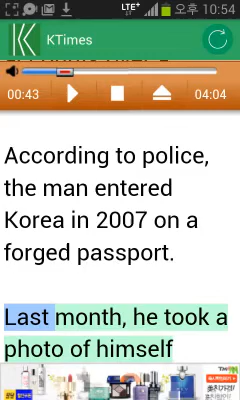 LTE
오후 10:54
KTimes
00:43
04:04
According to police,
the man entered
Korea in 2007 on a
forged passport.
Last month, he took a
photo of himself